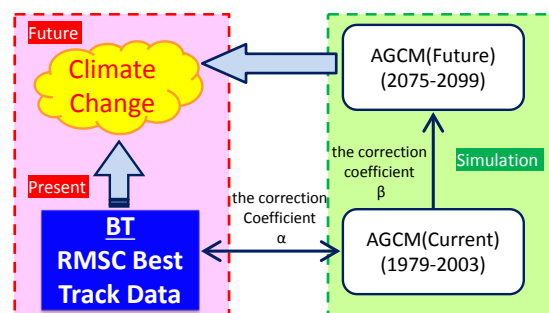 Future
Climate
Change
Present
BT
RMSC Best
Track Data
the correction
Coefficient
α
AGCM(Future)
(2075-2099)
the correction
coefficient
β
Simulation
AGCM(Current)
(1979-2003)